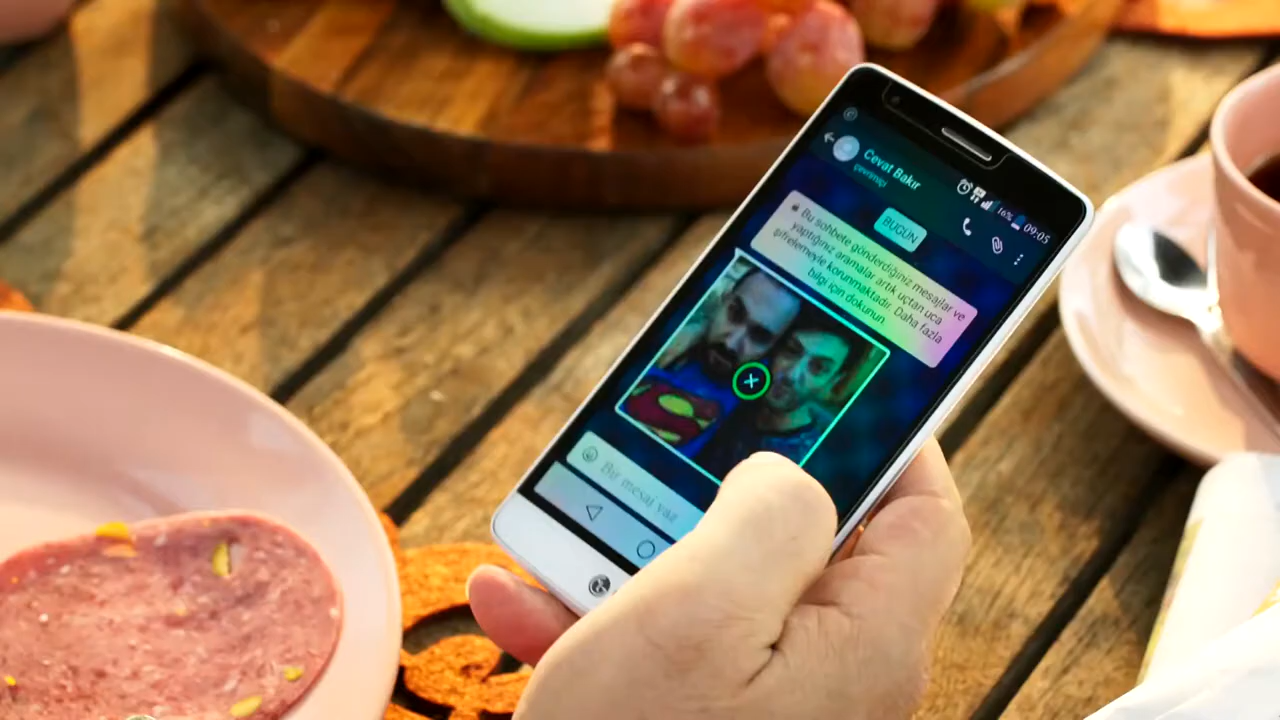 16% 09:05
Cevat Bakır
çevrimiçi
BUGÜN
Bu sohbete gönderdiğiniz mesajlar ve
yaptığınız aramalar artık uçtan uca
şifrelemeyle korunmaktadır. Daha fazla
bilgi için dokunun.
Bir mesaj yaz